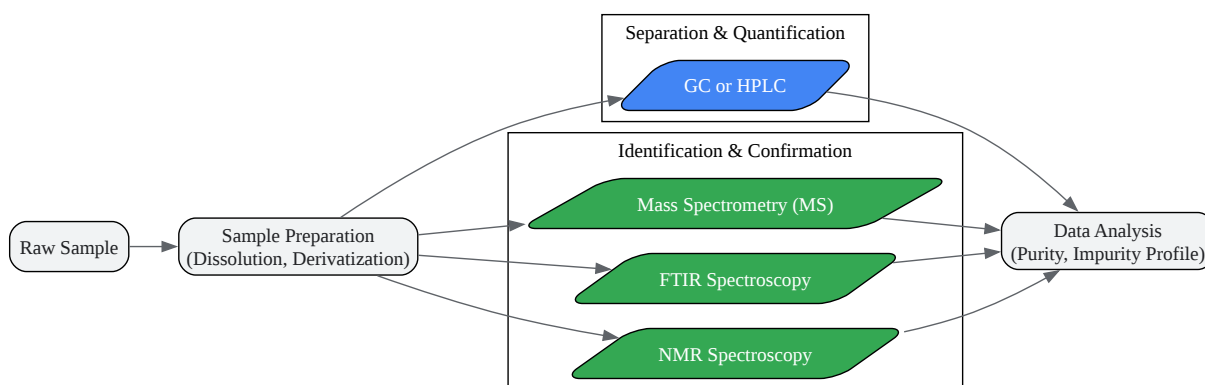 Separation & Quantification
GC or HPLC
Identification & Confirmation
Mass Spectrometry (MS)
Raw Sample
Sample Preparation
(Dissolution, Derivatization)
FTIR Spectroscopy
NMR Spectroscopy
Data Analysis
(Purity, Impurity Profile)